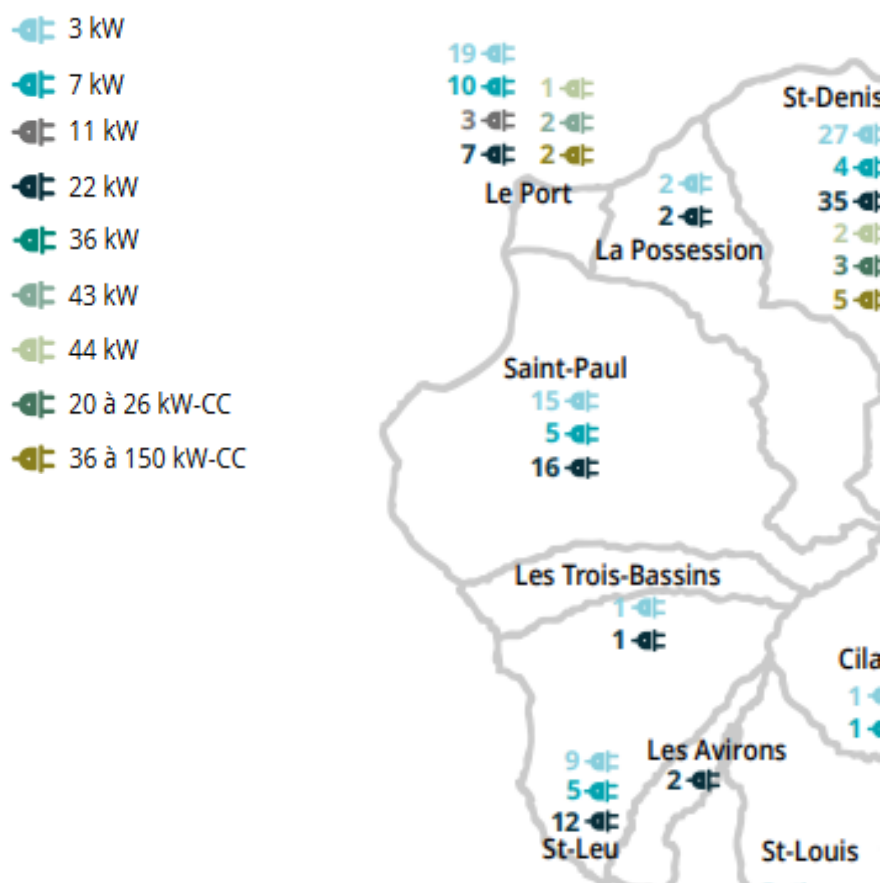 3 kW
7 kW
11 kW
22 kW
36 kW
43 kW
44 kW
20 à 26 kW-CC
36 à 150 kW-CC
19
10 1
3 2
7 2
Le Port
2
2
La Possession
St-Denis
27
4
35
2
3
5
Saint-Paul
15
5
16
Les Trois-Bassins
1
1
Cila
1
1
Les Avirons
2
9
5
12
St-Leu
St-Louis